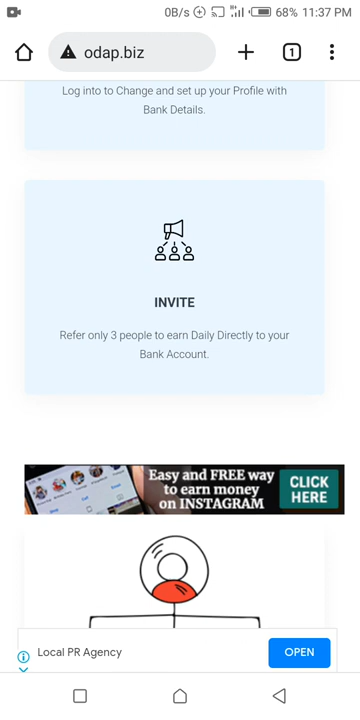 0B/s 68% 11:37 PM
odap.biz 1
Log into to Change and set up your Profile with
Bank Details.
INVITE
Refer only 3 people to earn Daily Directly to your
Bank Account.
Easy and FREE way
to earn money
on INSTAGRAM
CLICK
HERE
Local PR Agency
OPEN